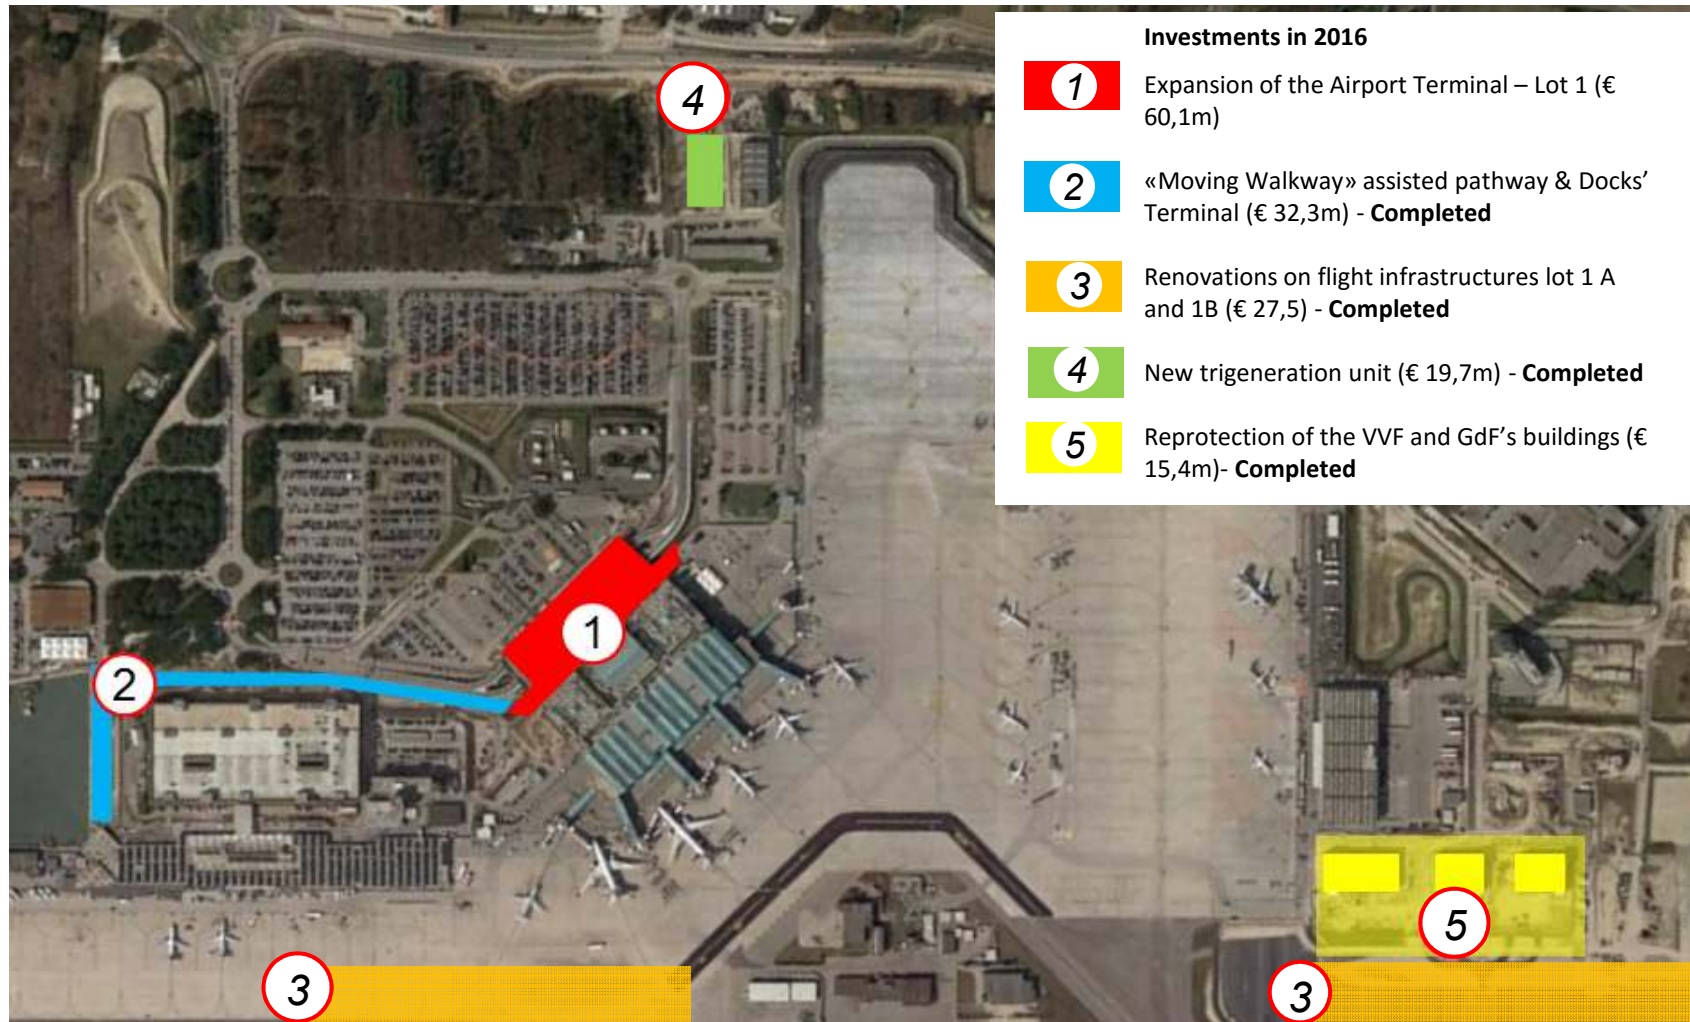 Investments in 2016
1
Expansion of the Airport Terminal – Lot 1 (€
60,1m)
2
«Moving Walkway» assisted pathway & Docks’
Terminal (€ 32,3m) - Completed
3
Renovations on flight infrastructures lot 1 A
and 1B (€ 27,5) - Completed
4
New trigeneration unit (€ 19,7m) - Completed
5
Reprotection of the VVF and GdF’s buildings (€
15,4m)- Completed
4
1
2
5
3
3